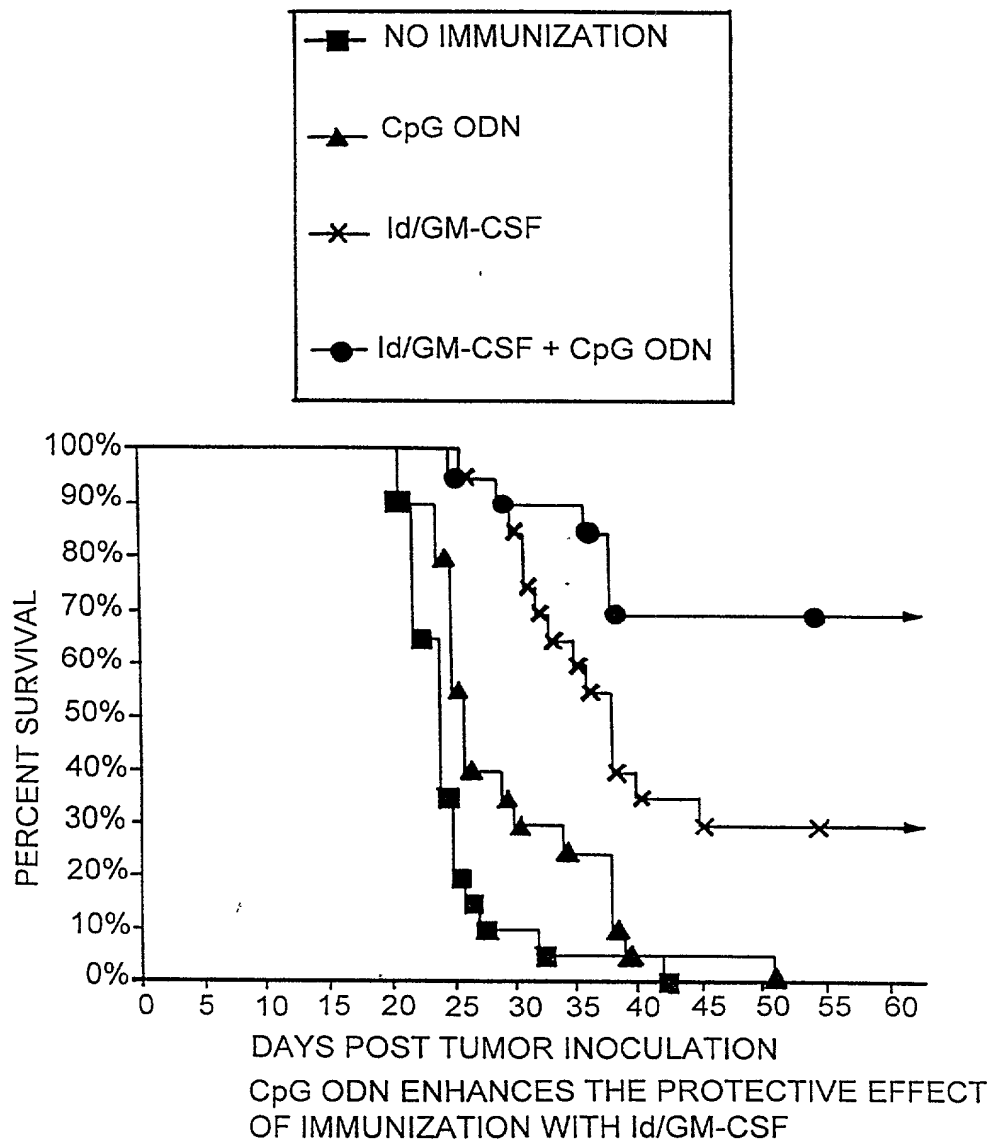 NO IMMUNIZATION
CpG ODN
Id/GM-CSF
Id/GM-CSF + CpG ODN
100%
90%
80%
70%
60%
50%
40%
30%
20%
10%
0%
PERCENT SURVIVAL
0 5 10 15 20 25 30 35 40 45 50 55 60
DAYS POST TUMOR INOCULATION
CpG ODN ENHANCES THE PROTECTIVE EFFECT
OF IMMUNIZATION WITH Id/GM-CSF